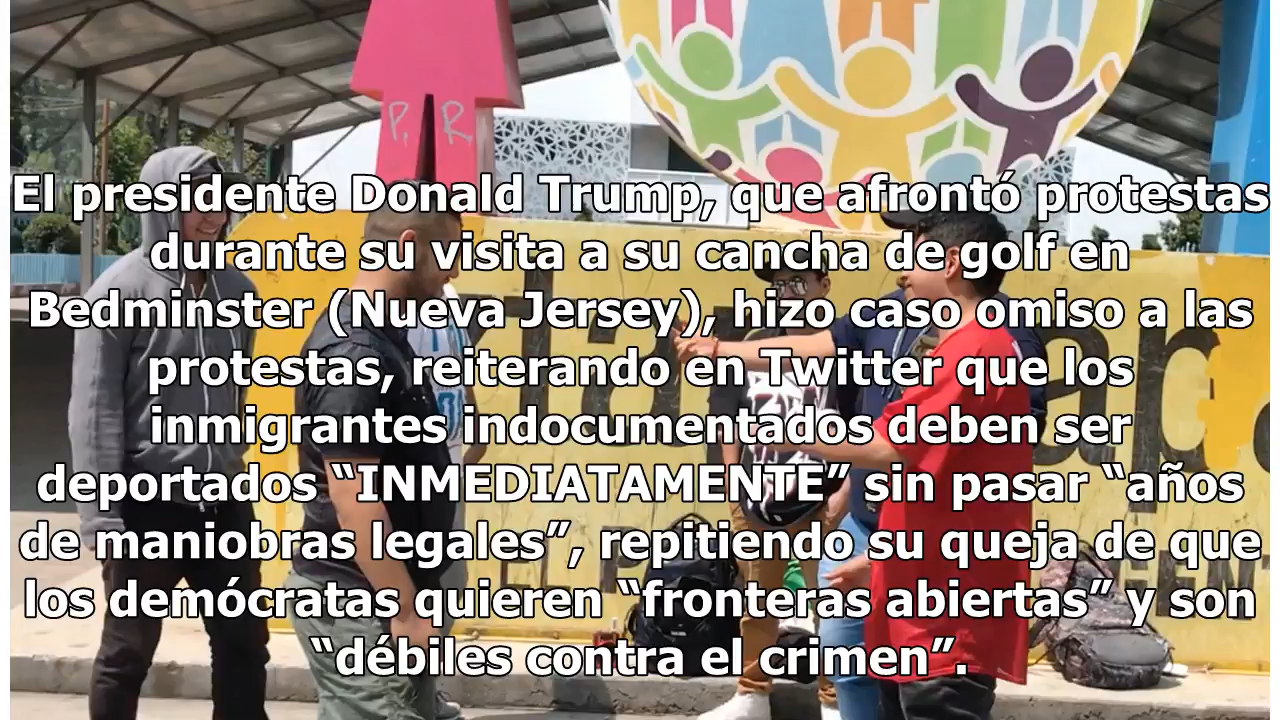 P. R
El presidente Donald Trump, que afrontó protestas
durante su visita a su cancha de golf en
Bedminster (Nueva Jersey), hizo caso omiso a las
protestas, reiterando en Twitter que los
inmigrantes indocumentados deben ser
deportados “INMEDIATAMENTE” sin pasar “años
de maniobras legales”, repitiendo su queja de que
los demócratas quieren “fronteras abiertas” y son
“débiles contra el crimen”.